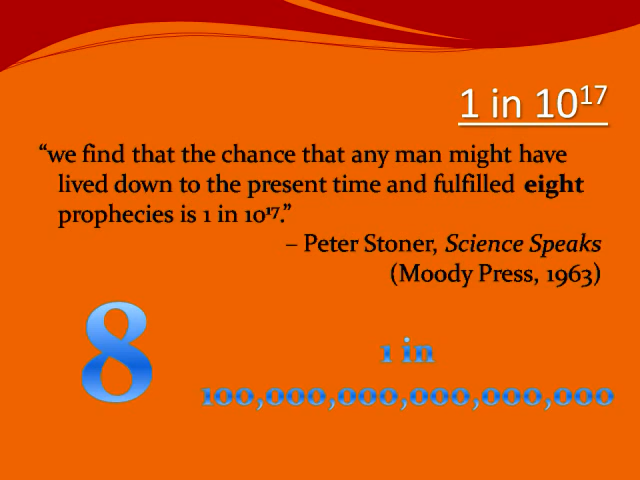 1 in 10¹⁷
“we find that the chance that any man might have
lived down to the present time and fulfilled eight
prophecies is 1 in 10¹⁷.”
– Peter Stoner, Science Speaks
(Moody Press, 1963)
8
1 in
100,000,000,000,000,000